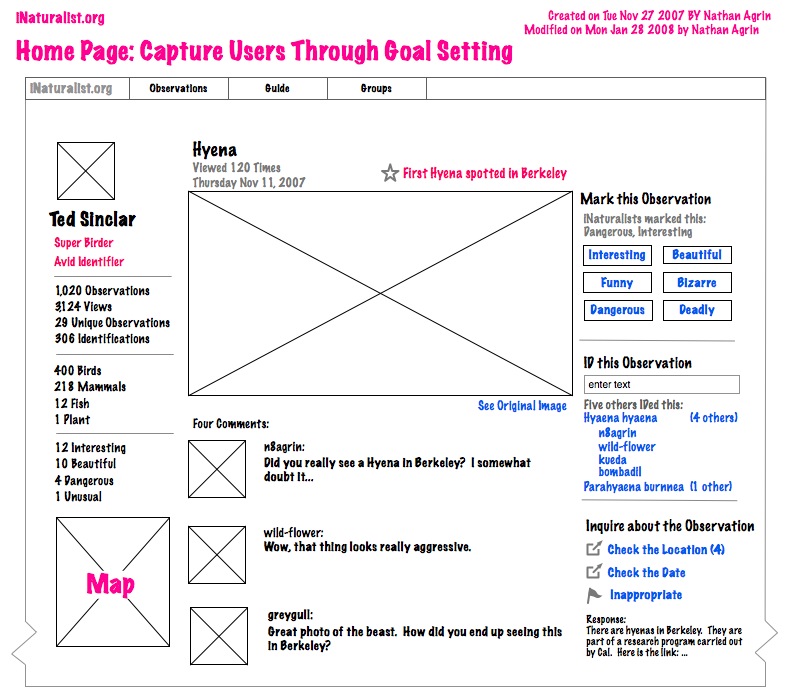 INaturalist.org
Created on Tue Nov 27 2007 BY Nathan Agrin
Modified on Mon Jan 28 2008 by Nathan Agrin
Home Page: Capture Users Through Goal Setting
INaturalist.org
Observations
Guide
Groups
Ted Sinclar
Super Birder
Avid Identifier
1,020 Observations
3,124 Views
29 Unique Observations
306 Identifications
400 Birds
218 Mammals
12 Fish
1 Plant
12 Interesting
10 Beautiful
4 Dangerous
1 Unusual
Map
Hyena
Viewed 120 Times
Thursday Nov 11, 2007
First Hyena spotted in Berkeley
See Original Image
Four Comments:
n8agrin:
Did you really see a Hyena in Berkeley? I somewhat
doubt it...
wild-flower:
Wow, that thing looks really aggressive.
greygull:
Great photo of the beast. How did you end up seeing this
in Berkeley?
Mark this Observation
INaturalists marked this:
Dangerous, Interesting
Interesting
Beautiful
Funny
Bizarre
Dangerous
Deadly
ID this Observation
enter text
Five others IDed this:
Hyaena hyaena (4 others)
n8agrin
wild-flower
kueda
bombadil
Parahyaena burnnea (1 other)
Inquire about the Observation
Check the Location (4)
Check the Date
Inappropriate
Response:
There are hyenas in Berkeley. They are
part of a research program carried out
by Cal. Here is the link: ...